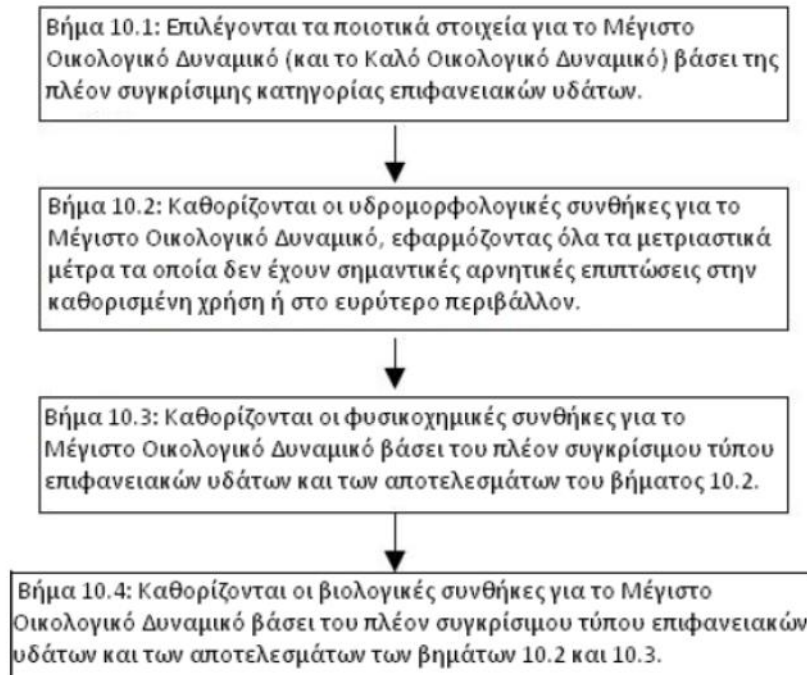 Βήμα 10.1: Επιλέγονται τα ποιοτικά στοιχεία για το Μέγιστο
Οικολογικό Δυναμικό (και το Καλό Οικολογικό Δυναμικό) βάσει της
πλέον συγκρίσιμης κατηγορίας επιφανειακών υδάτων.
Βήμα 10.2: Καθορίζονται οι υδρομορφολογικές συνθήκες για το
Μέγιστο Οικολογικό Δυναμικό, εφαρμόζοντας όλα τα μετριαστικά
μέτρα τα οποία δεν έχουν σημαντικές αρνητικές επιπτώσεις στην
καθορισμένη χρήση ή στο ευρύτερο περιβάλλον.
Βήμα 10.3: Καθορίζονται οι φυσικοχημικές συνθήκες για το
Μέγιστο Οικολογικό Δυναμικό βάσει του πλέον συγκρίσιμου τύπου
επιφανειακών υδάτων και των αποτελεσμάτων του βήματος 10.2.
Βήμα 10.4: Καθορίζονται οι βιολογικές συνθήκες για το Μέγιστο
Οικολογικό Δυναμικό βάσει του πλέον συγκρίσιμου τύπου επιφανειακών
υδάτων και των αποτελεσμάτων των βημάτων 10.2 και 10.3.